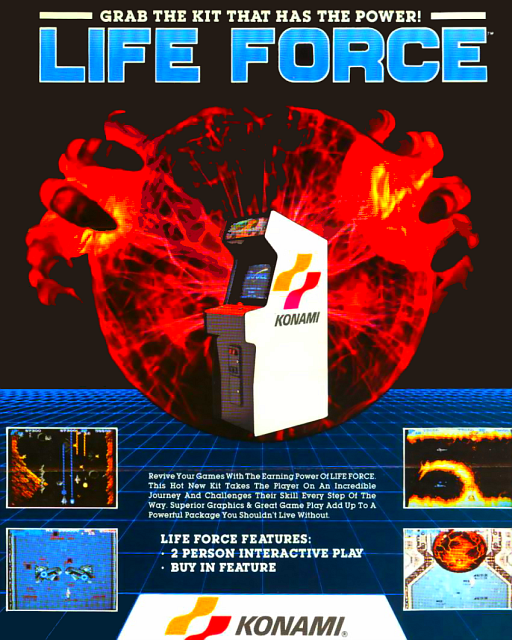 GRAB THE KIT THAT HAS THE POWER!
LIFE FORCE™
KONAMI
Revive Your Games With The Earning Power Of LIFE FORCE.
This Hot New Kit Takes The Player On An Incredible
Journey And Challenges Their Skill Every Step Of The
Way. Superior Graphics & Great Game Play Add Up To A
Powerful Package You Shouldn't Live Without.
LIFE FORCE FEATURES:
· 2 PERSON INTERACTIVE PLAY
· BUY IN FEATURE
KONAMI®